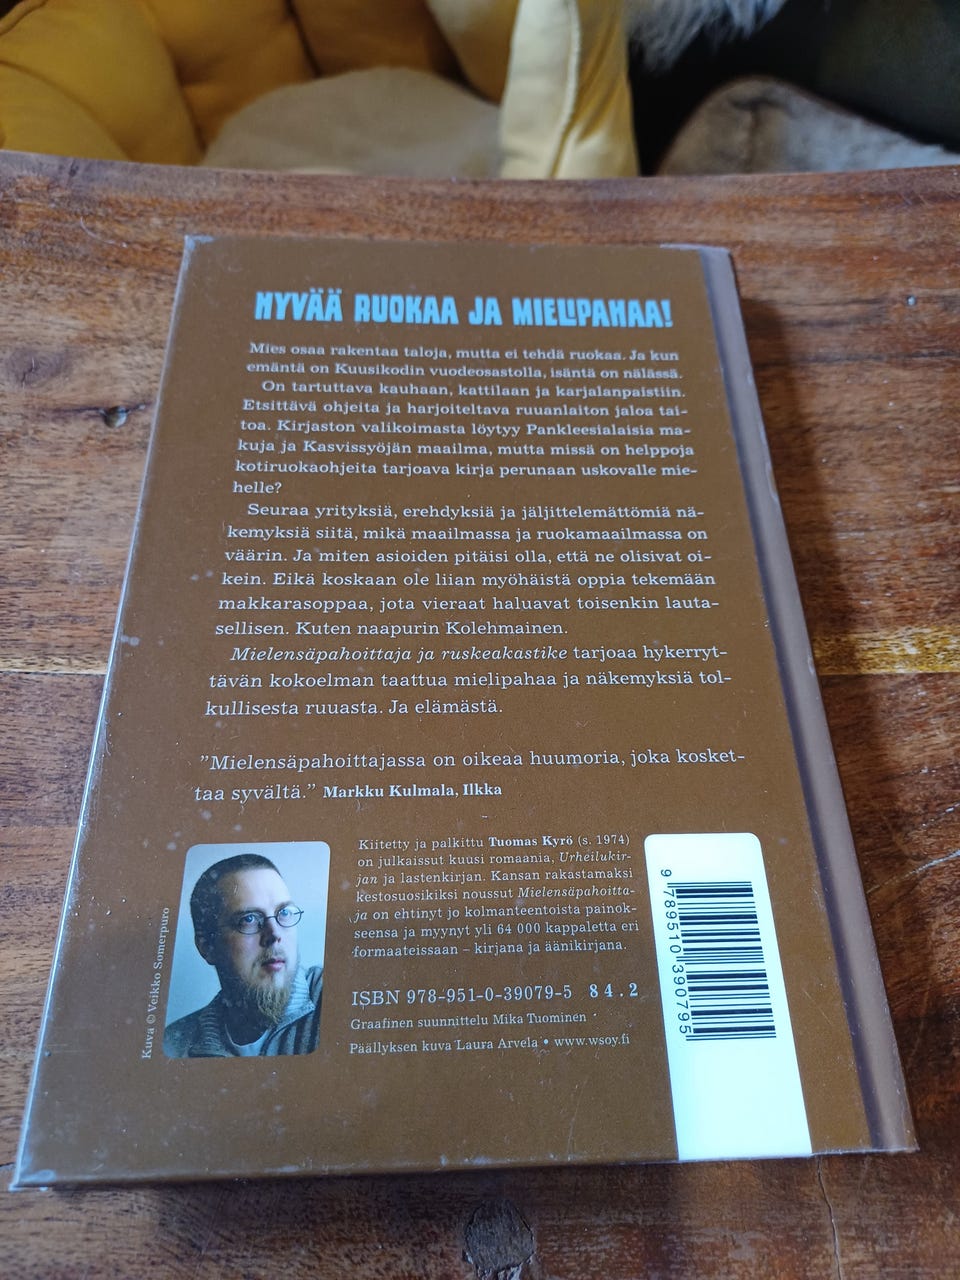 HYVÄÄ RUOKAA JA MIELIPAHAA!
Mies osaa rakentaa taloja, mutta ei tehdä ruokaa. Ja kun
emäntä on Kuusikodin vuodeosastolla, isäntä on nälässä.
On tartuttava kauhaan, kattilaan ja karjalanpaistiin.
Etsittävä ohjeita ja harjoiteltava ruuanlaiton jaloa tai-
toa. Kirjaston valikoimasta löytyy Pankleesialaisia ma-
kuja ja Kasvissyöjän maailma, mutta missä on helppoja
kotiruokaohjeita tarjoava kirja perunaan uskovalle mie-
helle?
Seuraa yrityksiä, erehdyksiä ja jäljittelemättömiä nä-
kemyksiä siitä, mikä maailmassa ja ruokamaailmassa on
väärin. Ja miten asioiden pitäisi olla, että ne olisivat oi-
kein. Eikä koskaan ole liian myöhäistä oppia tekemään
makkarasoppaa, jota vieraat haluavat toisenkin lauta-
sellisen. Kuten naapurin Kolehmainen.
Mielensäpahoittaja ja ruskeakastike tarjoaa hykerryt-
tävän kokoelman taattua mielipahaa ja näkemyksiä tol-
kullisesta ruuasta. Ja elämästä.
"Mielensäpahoittajassa on oikeaa huumoria, joka kosket-
taa syvältä." Markku Kulmala, Ilkka
Kiitetty ja palkittu Tuomas Kyrö (s. 1974)
on julkaissut kuusi romaania, Urheilukir-
jan ja lastenkirjan. Kansan rakastamaksi
kestosuosikiksi noussut Mielensäpahoitta-
ja on ehtinyt jo kolmanteentoista painok-
seensa ja myynyt yli 64 000 kappaletta eri
formaateissaan – kirjana ja äänikirjana.
ISBN 978-951-0-39079-5 84.2
Graafinen suunnittelu Mika Tuominen
Päällyksen kuva Laura Arvela • www.wsoy.fi
Kuva © Veikko Somerpuro
9 789510 390795